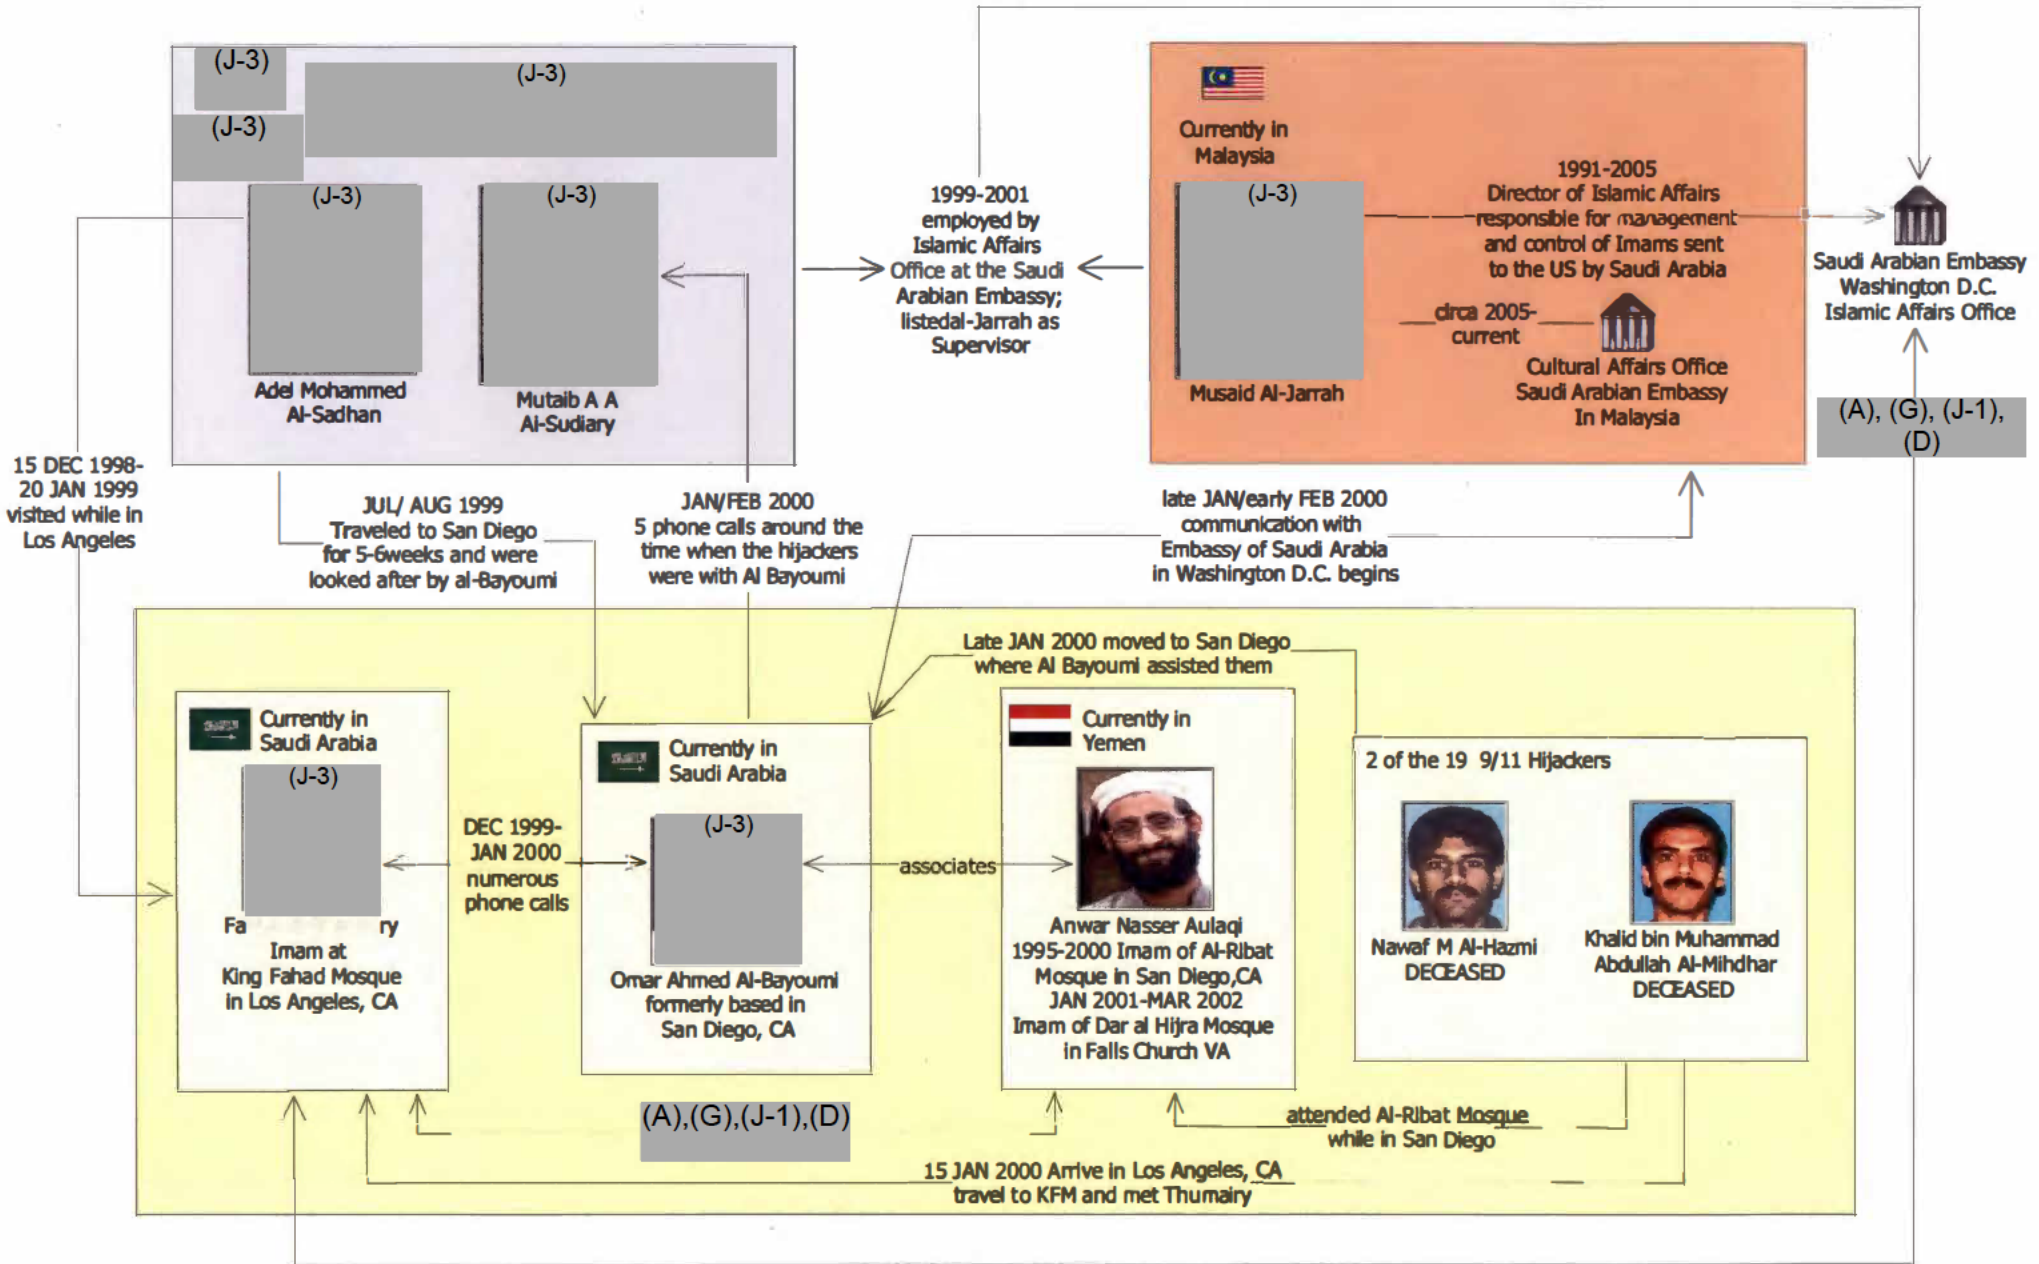 (J-3)
(J-3)
(J-3)
(J-3)
(J-3)
Adel Mohammed
Al-Sadhan
Mutaib A A
Al-Sudiary
1999-2001
employed by
Islamic Affairs
Office at the Saudi
Arabian Embassy;
listedal-Jarrah as
Supervisor
Currently in
Malaysia
(J-3)
Musaid Al-Jarrah
1991-2005
Director of Islamic Affairs
responsible for management
and control of Imams sent
to the US by Saudi Arabia
circa 2005-
current
Cultural Affairs Office
Saudi Arabian Embassy
In Malaysia
Saudi Arabian Embassy
Washington D.C.
Islamic Affairs Office
(A), (G), (J-1),
(D)
15 DEC 1998-
20 JAN 1999
visited while in
Los Angeles
JUL/ AUG 1999
Traveled to San Diego
for 5-6weeks and were
looked after by al-Bayoumi
JAN/FEB 2000
5 phone calls around the
time when the hijackers
were with Al Bayoumi
late JAN/early FEB 2000
communication with
Embassy of Saudi Arabia
in Washington D.C. begins
Late JAN 2000 moved to San Diego
where Al Bayoumi assisted them
Currently in
Saudi Arabia
(J-3)
Fa ry
Imam at
King Fahad Mosque
in Los Angeles, CA
DEC 1999-
JAN 2000
numerous
phone calls
Currently in
Saudi Arabia
(J-3)
Omar Ahmed Al-Bayoumi
formerly based in
San Diego, CA
associates
Currently in
Yemen
Anwar Nasser Aulaqi
1995-2000 Imam of Al-Ribat
Mosque in San Diego,CA
JAN 2001-MAR 2002
Imam of Dar al Hijra Mosque
in Falls Church VA
2 of the 19 9/11 Hijackers
Nawaf M Al-Hazmi
DECEASED
Khalid bin Muhammad
Abdullah Al-Mihdhar
DECEASED
(A),(G),(J-1),(D)
attended Al-Ribat Mosque
while in San Diego
15 JAN 2000 Arrive in Los Angeles, CA
travel to KFM and met Thumairy